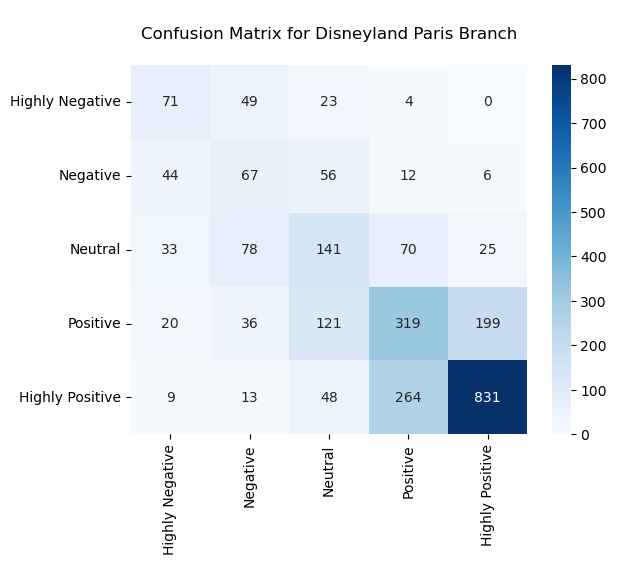 Confusion Matrix for Disneyland Paris Branch
Highly Negative 71 49 23 4 0
Negative 44 67 56 12 6
Neutral 33 78 141 70 25
Positive 20 36 121 319 199
Highly Positive 9 13 48 264 831
Highly Negative
Negative
Neutral
Positive
Highly Positive
800
700
600
500
400
300
200
100
0